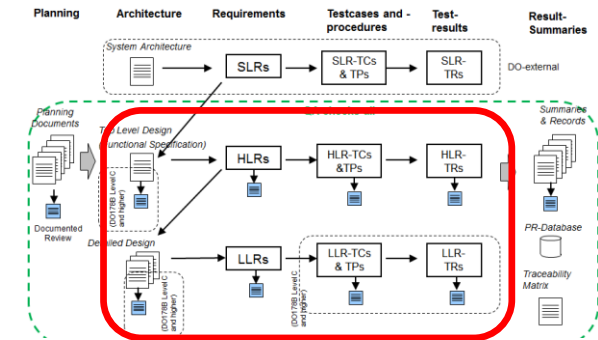 Planning
Architecture
Requirements
Testcases and -
procedures
Test-
results
Result-
Summaries
System Architecture
SLRs
SLR-TCs
& TPs
SLR-
TRs
DO-external
Planning
Documents
Documented
Review
Top Level Design
(Functional Specification)
(DO178B Level C
and higher)
HLRs
HLR-TCs
&TPs
HLR-
TRs
Summaries
& Records
Detailed Design
(DO178B Level C
and higher)
LLRs
(DO178B Level C
and higher)
LLR-TCs
& TPs
LLR-
TRs
PR-Database
Traceability
Matrix